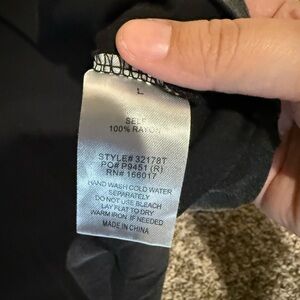 L
SELF
100% RAYON
STYLE# 32178T
PO# P9451 (R)
RN# 166017
HAND WASH COLD WATER
SEPARATELY
DO NOT BLEACH
LAY FLAT TO DRY
WARM IRON IF NEEDED
MADE IN CHINA